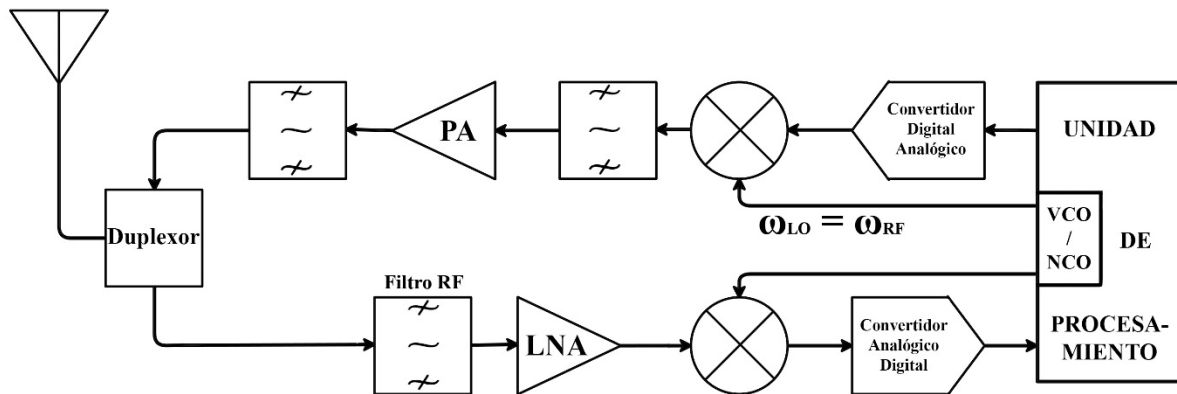 PA
Convertidor
Digital
Analógico
UNIDAD
Duplexor
ωLO = ωRF
VCO
/
NCO
DE
Filtro RF
LNA
Convertidor
Analógico
Digital
PROCESA-
MIENTO